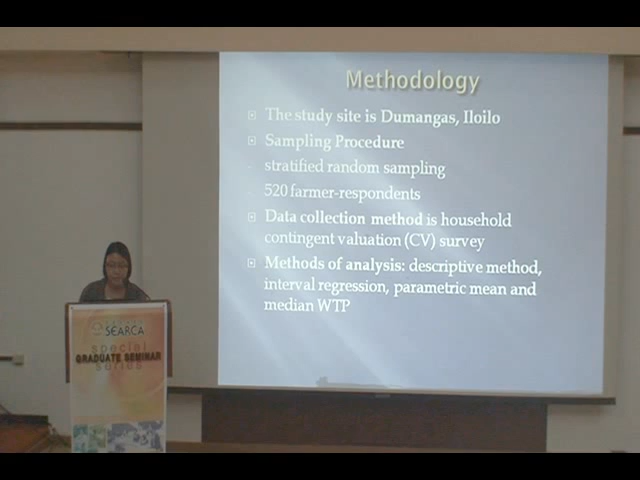 Methodology
The study site is Dumangas, Iloilo
Sampling Procedure
- stratified random sampling
520 farmer-respondents
Data collection method is household
contingent valuation (CV) survey
Methods of analysis: descriptive method,
interval regression, parametric mean and
median WTP
SEARCA
special
GRADUATE SEMINAR
series